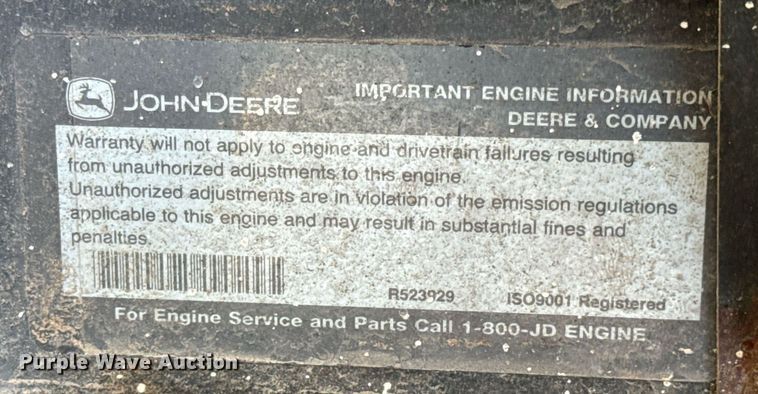 JOHN DEERE
IMPORTANT ENGINE INFORMATION
DEERE & COMPANY
Warranty will not apply to engine and drivetrain failures resulting
from unauthorized adjustments to this engine.
Unauthorized adjustments are in violation of the emission regulations
applicable to this engine and may result in substantial fines and
penalties.
R523929 ISO9001 Registered
For Engine Service and Parts Call 1-800-JD ENGINE
Purple Wave Auction